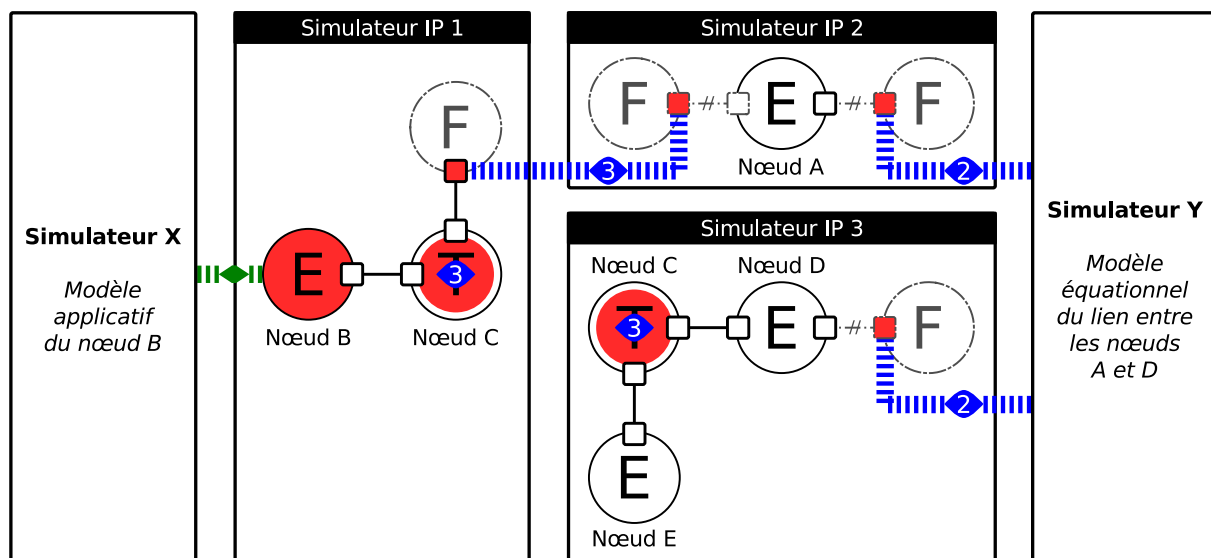 Simulateur X
Modèle
applicatif
du nœud B
Simulateur IP 1
F
E
T
3
Nœud B
Nœud C
3
Simulateur IP 2
F
E
F
Nœud A
2
Simulateur IP 3
Nœud C
Nœud D
T
3
E
F
2
E
Nœud E
Simulateur Y
Modèle
équationnel
du lien entre
les nœuds
A et D